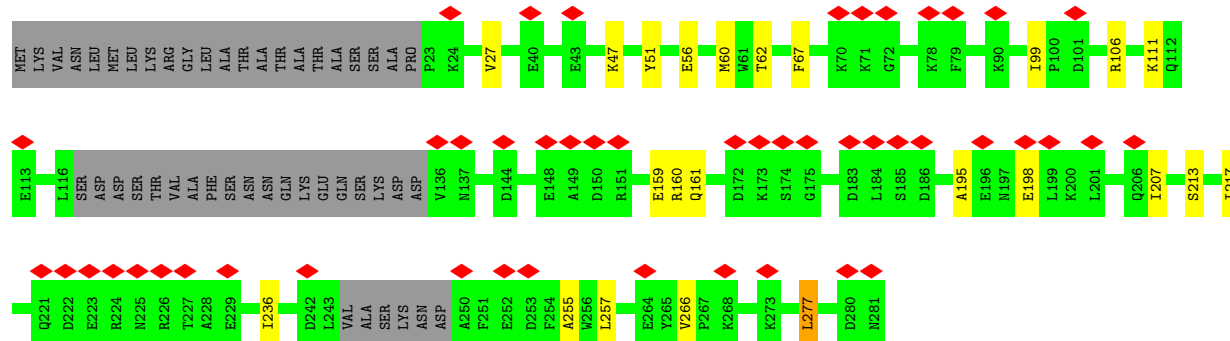 MET LYS VAL ASN LEU MET LEU LYS ARG GLY LEU ALA THR ALA THR ALA THR ALA SER SER ALA PRO P23 K24 V27 E40 E43 K47 Y51 E56 M60 W61 T62 F67 K70 K71 G72 K78 F79 K90 I99 P100 D101 R106 K111 Q112
E113 L116 SER ASP ASP SER THR VAL ALA PHE SER ASN ASN GLN LYS GLU GLN SER LYS ASP ASP V136 N137 D144 E148 A149 D150 R151 E159 R160 Q161 D172 K173 S174 G175 D183 L184 S185 D186 A195 E196 N197 E198 L199 K200 L201 Q206 I207 S213 I217
Q221 D222 E223 R224 N225 R226 T227 A228 E229 I236 D242 L243 VAL ALA SER LYS ASN ASP A250 F251 E252 D253 F254 A255 W256 L257 E264 Y265 V266 P267 K268 K273 L277 D280 N281